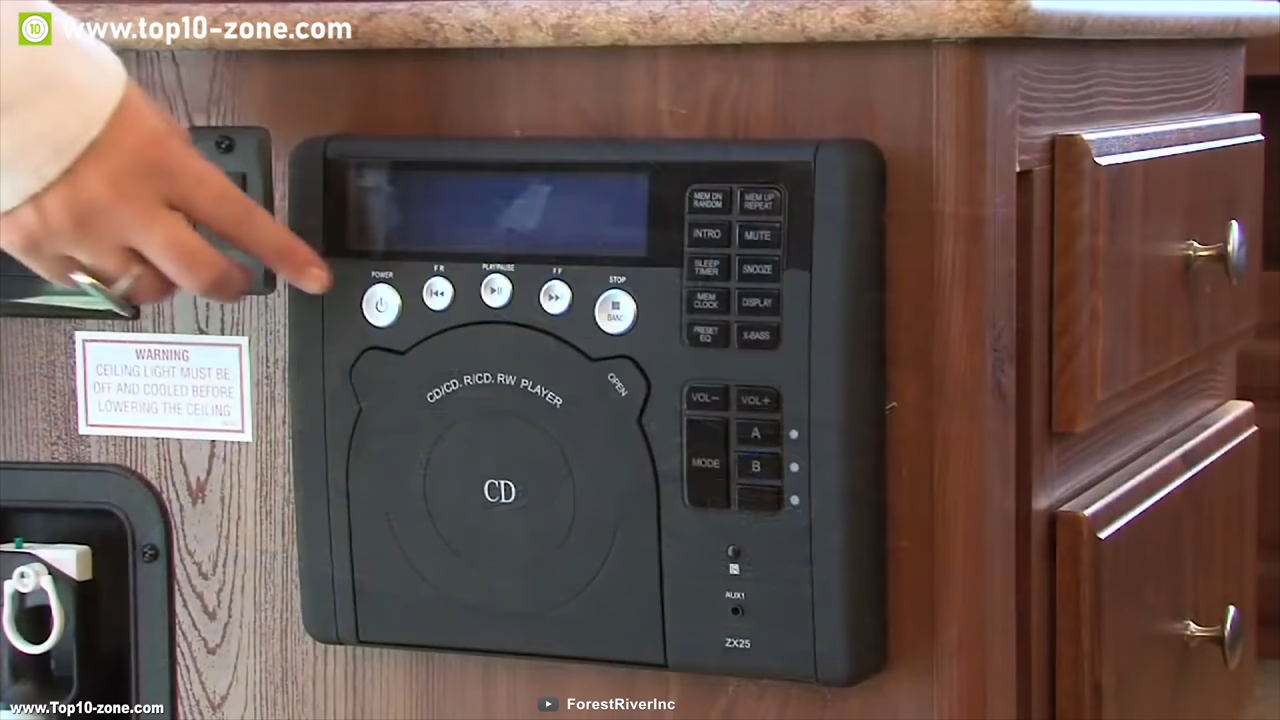 10
www.top10-zone.com
MEM DN
RANDOM
MEM UP
REPEAT
INTRO
MUTE
SLEEP
TIMER
SNOOZE
MEM
CLOCK
DISPLAY
PRESET
EQ
X-BASS
POWER
F R
PLAY/PAUSE
F F
STOP
BAND
CD/CD. R/CD. RW PLAYER
OPEN
CD
VOL-
VOL+
A
MODE
B
AUX1
ZX25
WARNING
CEILING LIGHT MUST BE
OFF AND COOLED BEFORE
LOWERING THE CEILING
www.Top10-zone.com
ForestRiverInc